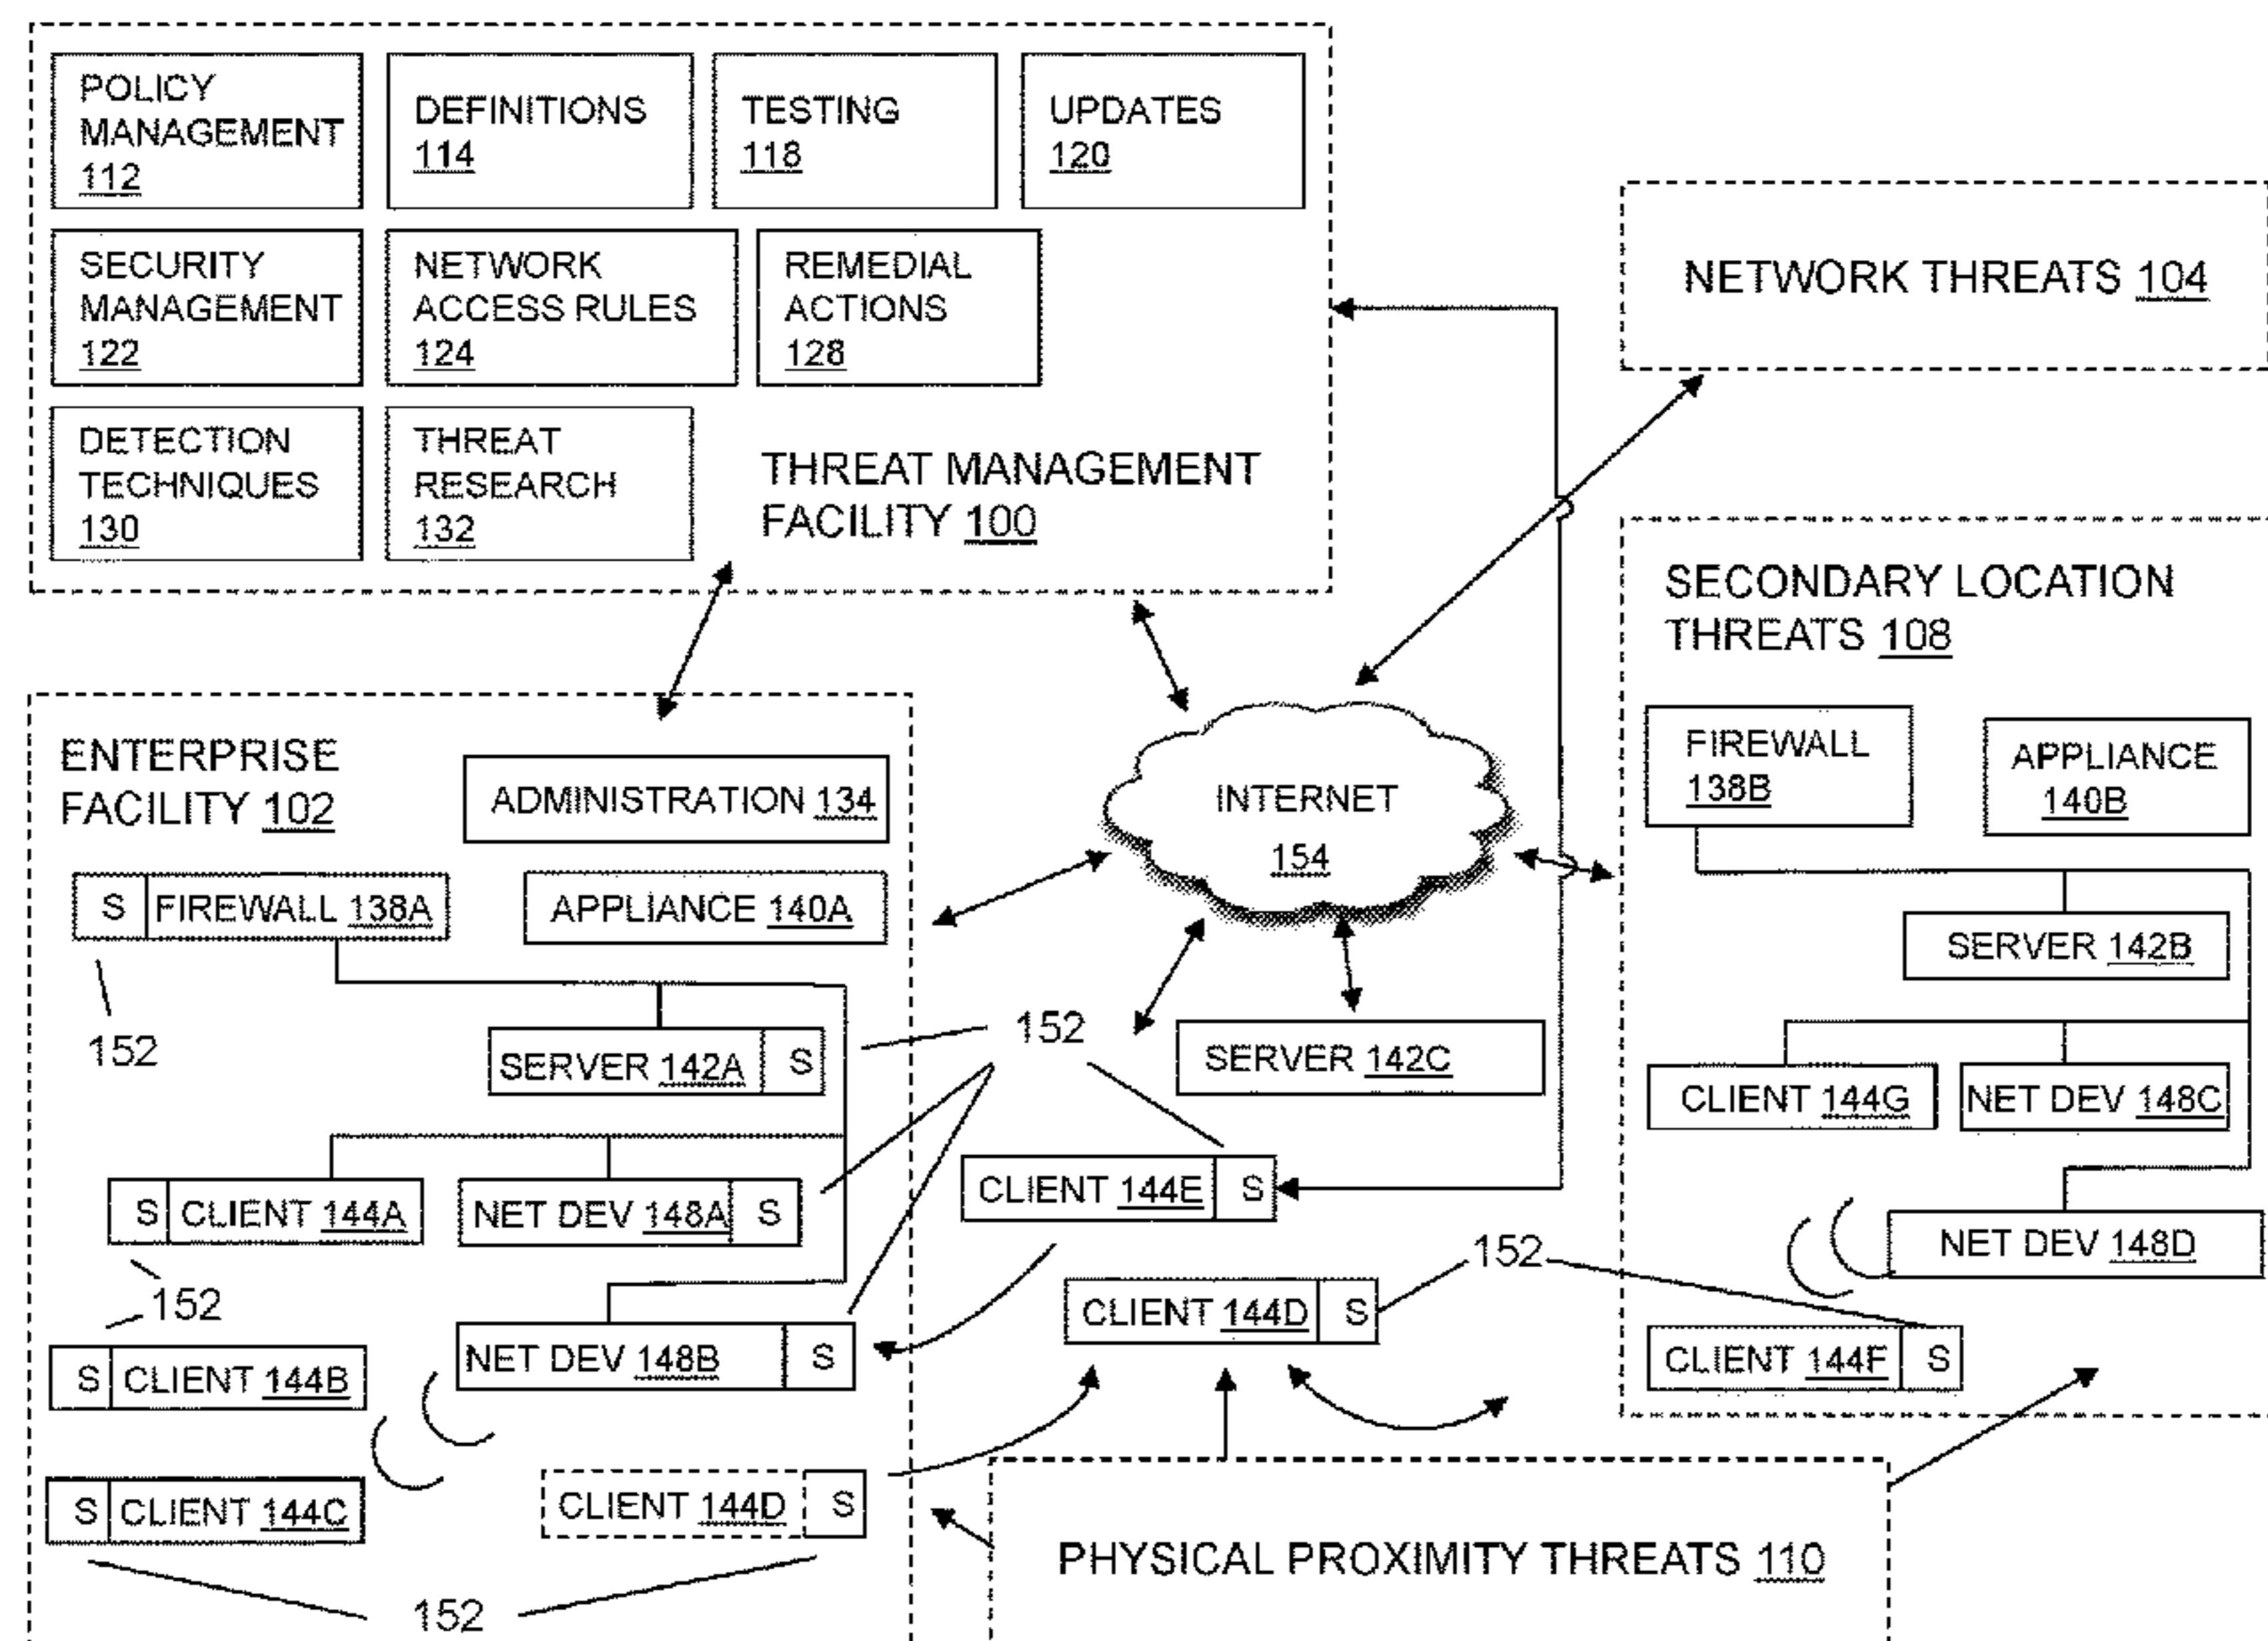 POLICY
MANAGEMENT
112
DEFINITIONS
114
TESTING
118
UPDATES
120
SECURITY
MANAGEMENT
122
NETWORK
ACCESS RULES
124
REMEDIAL
ACTIONS
128
DETECTION
TECHNIQUES
130
THREAT
RESEARCH
132
THREAT MANAGEMENT
FACILITY 100
NETWORK THREATS 104
SECONDARY LOCATION
THREATS 108
FIREWALL
138B
APPLIANCE
140B
SERVER 142B
CLIENT 144G
NET DEV 148C
NET DEV 148D
CLIENT 144F S
INTERNET
154
SERVER 142C
152
CLIENT 144E S
CLIENT 144D S
152
ENTERPRISE
FACILITY 102
ADMINISTRATION 134
S FIREWALL 138A
APPLIANCE 140A
152
SERVER 142A S
S CLIENT 144A
NET DEV 148A S
152
S CLIENT 144B
NET DEV 148B S
S CLIENT 144C
CLIENT 144D S
152
PHYSICAL PROXIMITY THREATS 110